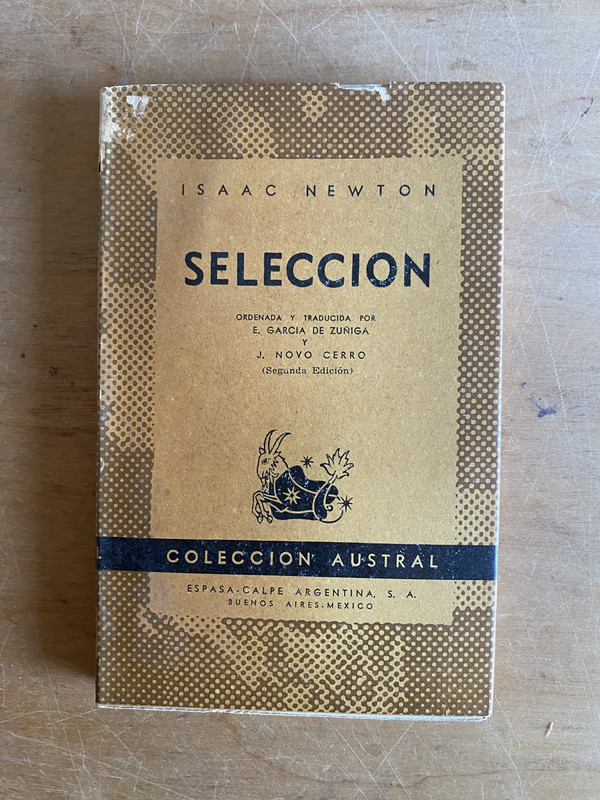 ISAAC NEWTON
SELECCION
ORDENADA Y TRADUCIDA POR
E. GARCIA DE ZUÑIGA
Y
J. NOVO CERRO
(Segunda Edición)
COLECCION AUSTRAL
ESPASA-CALPE ARGENTINA, S. A.
BUENOS AIRES-MEXICO